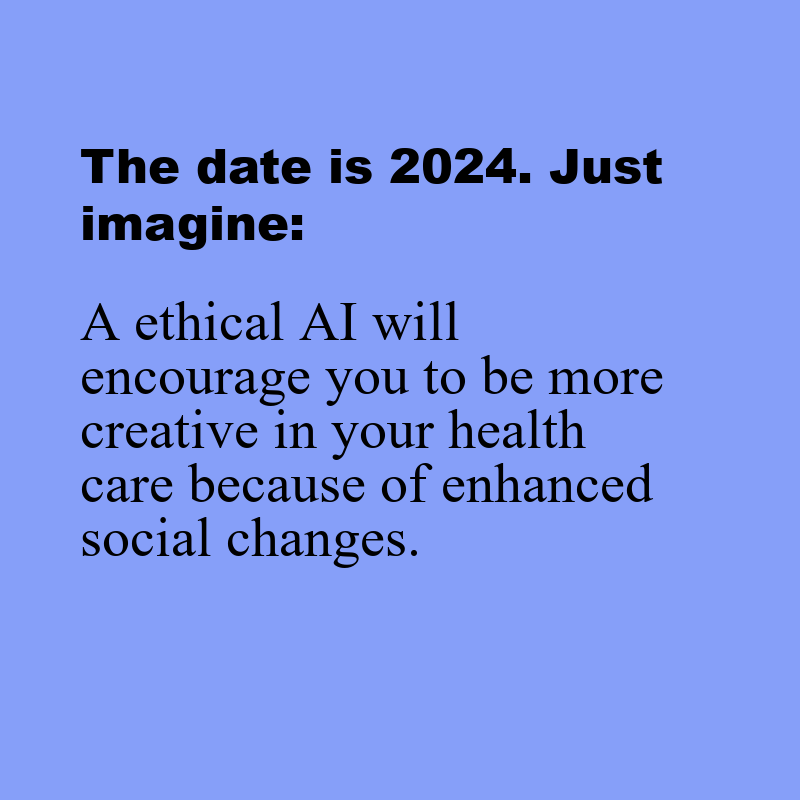 The date is 2024. Just
imagine:
A ethical AI will
encourage you to be more
creative in your health
care because of enhanced
social changes.